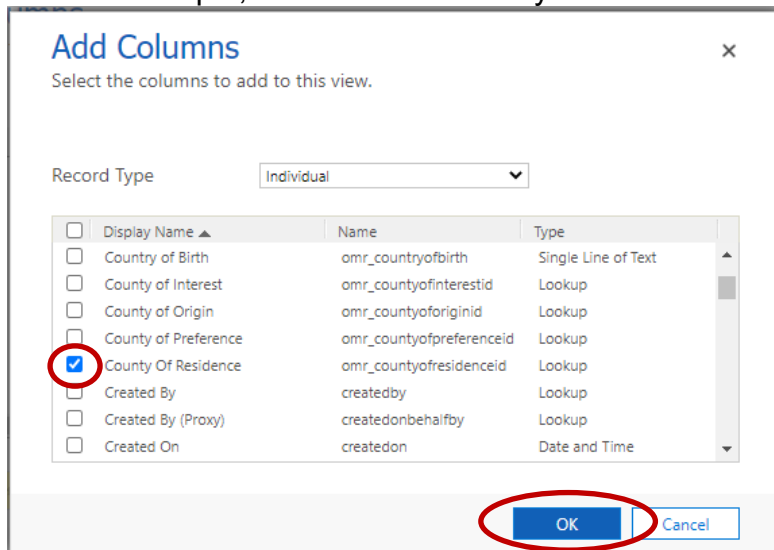 Add Columns
Select the columns to add to this view.
Record Type Individual
Display Name Name Type
Country of Birth omr_countryofbirth Single Line of Text
County of Interest omr_countyofinterestid Lookup
County of Origin omr_countyoforiginid Lookup
County of Preference omr_countyofpreferenceid Lookup
County Of Residence omr_countyofresidenceid Lookup
Created By createdby Lookup
Created By (Proxy) createdonbehalfby Lookup
Created On createdon Date and Time
OK Cancel